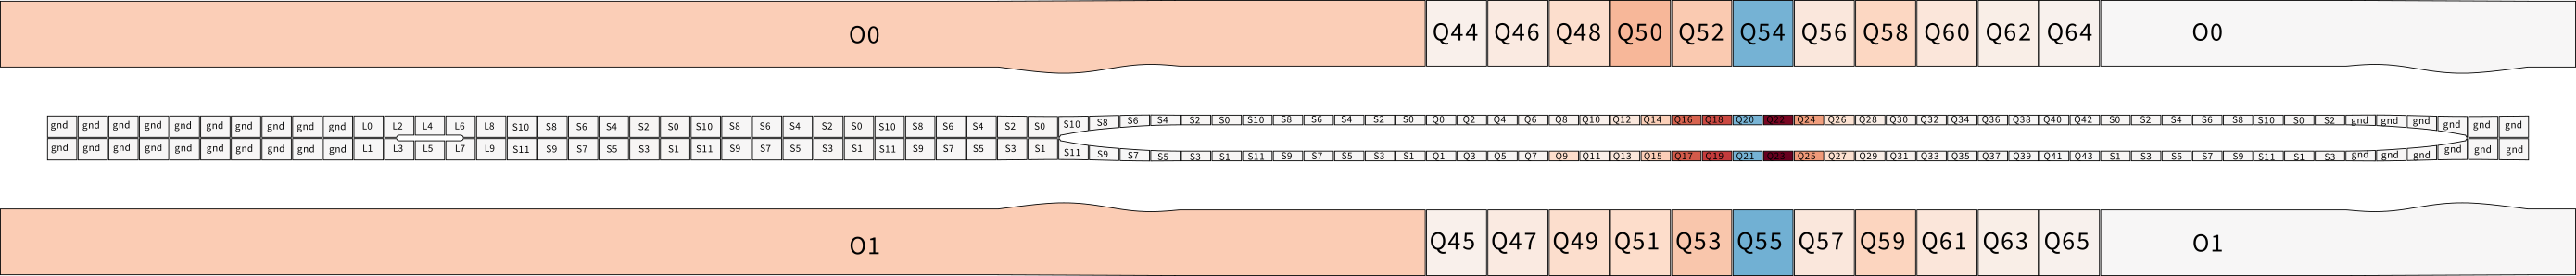 O0 Q44 Q46 Q48 Q50 Q52 Q54 Q56 Q58 Q60 Q62 Q64 O0
gnd gnd gnd gnd gnd gnd gnd gnd gnd gnd L0 L2 L4 L6 L8 S10 S8 S6 S4 S2 S0 S10 S8 S6 S4 S2 S0 S10 S8 S6 S4 S2 S0 S10 S8 S6 S4 S2 S0 S10 S8 S6 S4 S2 S0 Q0 Q2 Q4 Q6 Q8 Q10 Q12 Q14 Q16 Q18 Q20 Q22 Q24 Q26 Q28 Q30 Q32 Q34 Q36 Q38 Q40 Q42 S0 S2 S4 S6 S8 S10 S0 S2 gnd gnd gnd gnd gnd gnd
gnd gnd gnd gnd gnd gnd gnd gnd gnd gnd L1 L3 L5 L7 L9 S11 S9 S7 S5 S3 S1 S11 S9 S7 S5 S3 S1 S11 S9 S7 S5 S3 S1 S11 S9 S7 S5 S3 S1 S11 S9 S7 S5 S3 S1 Q1 Q3 Q5 Q7 Q9 Q11 Q13 Q15 Q17 Q19 Q21 Q23 Q25 Q27 Q29 Q31 Q33 Q35 Q37 Q39 Q41 Q43 S1 S3 S5 S7 S9 S11 S1 S3 gnd gnd gnd gnd gnd gnd
O1 Q45 Q47 Q49 Q51 Q53 Q55 Q57 Q59 Q61 Q63 Q65 O1